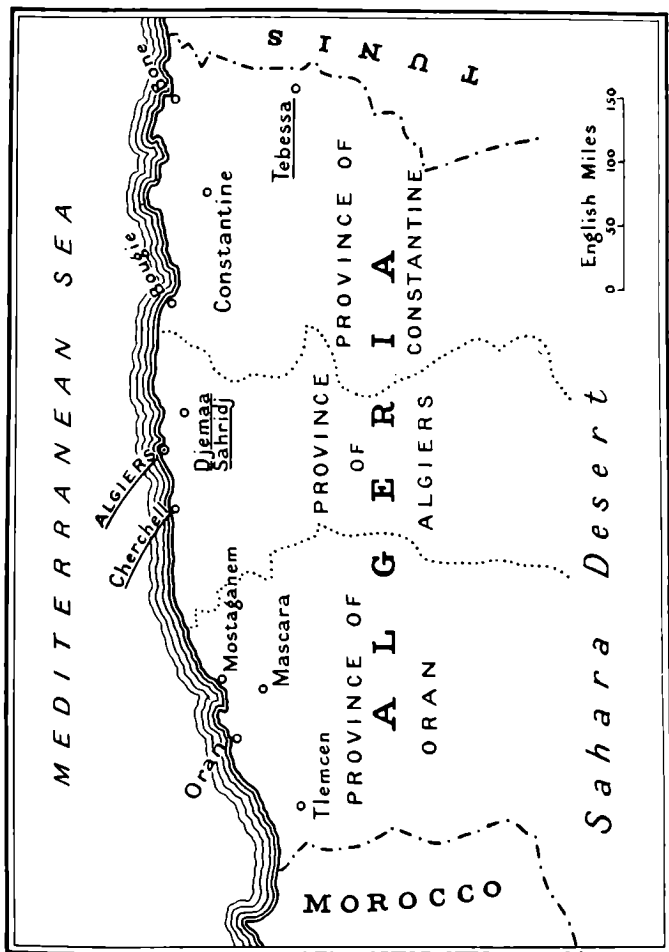 MEDITERRANEAN SEA
ALGIERS
Cherchell
Bougie
Bone
Oran
Mostaganem
Mascara
Tlemcen
Djemaa
Sahridj
Constantine
Tebessa
MOROCCO
ALGERIA
TUNIS
PROVINCE OF
ORAN
PROVINCE
OF
ALGIERS
PROVINCE OF
CONSTANTINE
Sahara Desert
English Miles
0 50 100 150